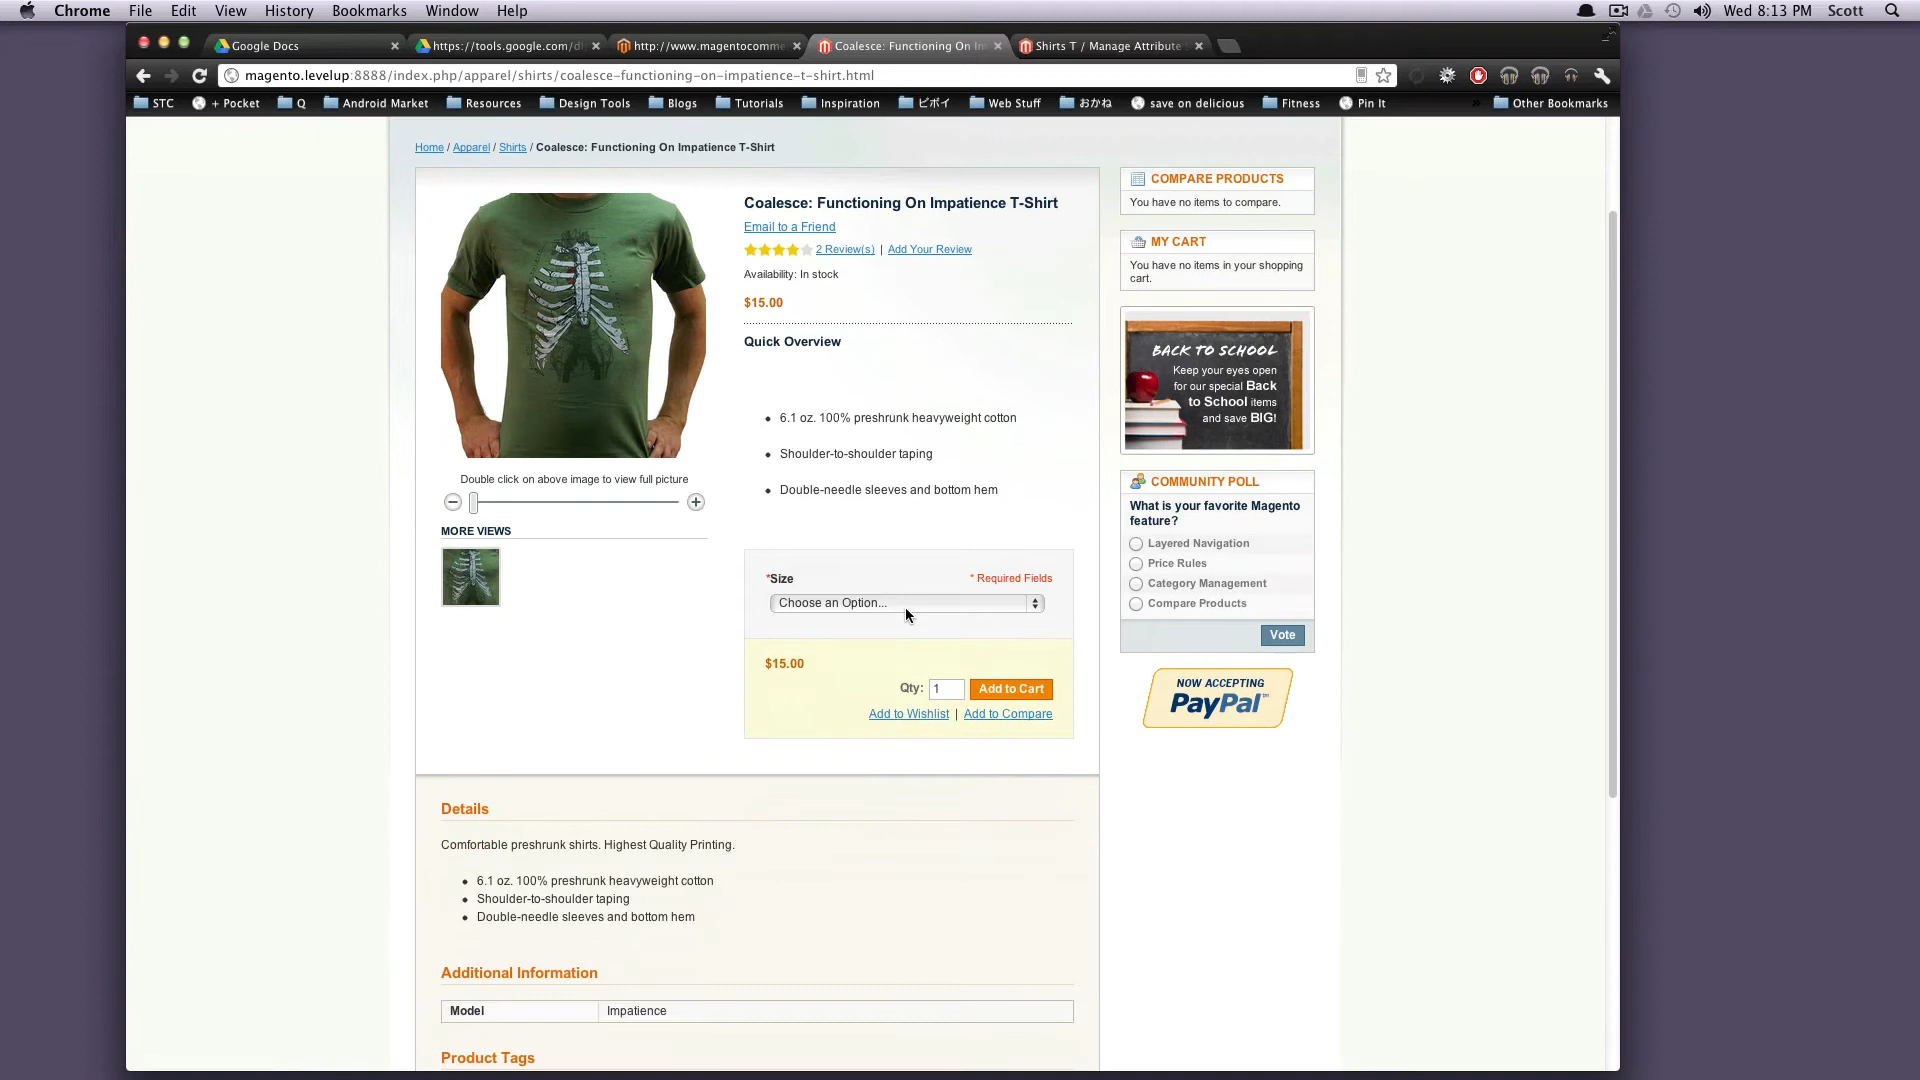 Chrome File Edit View History Bookmarks Window Help Wed 8:13 PM Scott
Google Docs https://tools.google.com/dl http://www.magentocomme Coalesce: Functioning On Im Shirts T / Manage Attribute
magento.levelup:8888/index.php/apparel/shirts/coalesce-functioning-on-impatience-t-shirt.html
STC + Pocket Q Android Market Resources Design Tools Blogs Tutorials Inspiration ビボイ Web Stuff おかね save on delicious Fitness Pin It » Other Bookmarks
Home / Apparel / Shirts / Coalesce: Functioning On Impatience T-Shirt
Coalesce: Functioning On Impatience T-Shirt
Email to a Friend
2 Review(s) | Add Your Review
Availability: In stock
$15.00
Quick Overview
6.1 oz. 100% preshrunk heavyweight cotton
Shoulder-to-shoulder taping
Double-needle sleeves and bottom hem
Double click on above image to view full picture
MORE VIEWS
*Size * Required Fields
Choose an Option...
$15.00
Qty: 1 Add to Cart
Add to Wishlist | Add to Compare
Details
Comfortable preshrunk shirts. Highest Quality Printing.
6.1 oz. 100% preshrunk heavyweight cotton
Shoulder-to-shoulder taping
Double-needle sleeves and bottom hem
Additional Information
Model Impatience
Product Tags
COMPARE PRODUCTS
You have no items to compare.
MY CART
You have no items in your shopping
cart.
BACK TO SCHOOL
Keep your eyes open
for our special Back
to School items
and save BIG!
COMMUNITY POLL
What is your favorite Magento
feature?
Layered Navigation
Price Rules
Category Management
Compare Products
Vote
NOW ACCEPTING
PayPal™